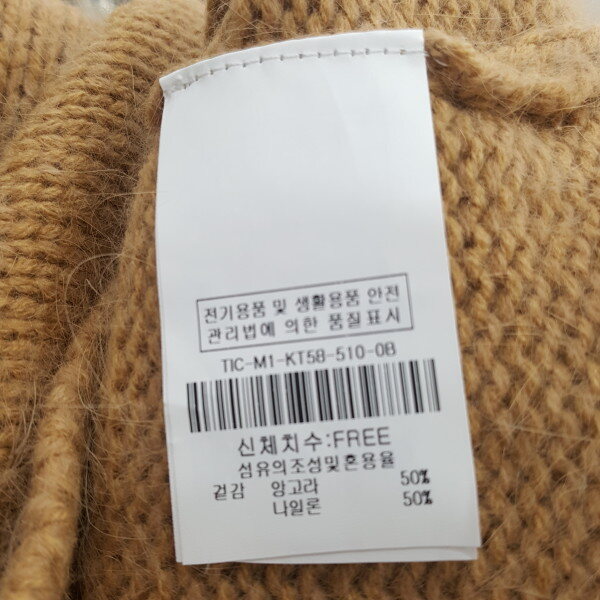 전기용품 및 생활용품 안전
관리법에 의한 품질표시
TIC-M1-KT58-510-0B
신체치수:FREE
섬유의조성및혼용율
겉감 앙고라 50%
나일론 50%